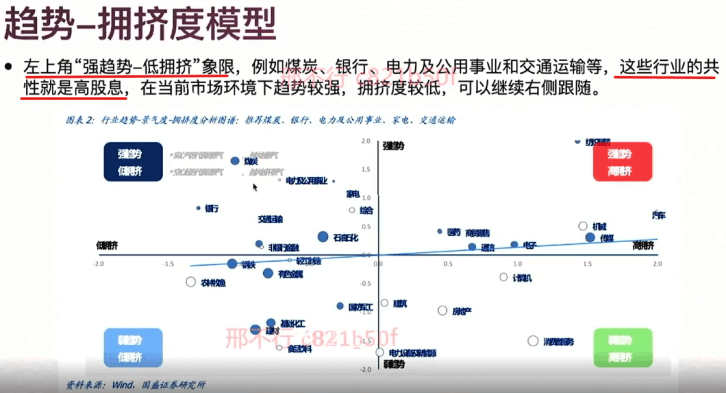 趋势–拥挤度模型
• 左上角“强趋势–低拥挤”象限，例如煤炭、银行、电力及公用事业和交通运输等，这些行业的共
性就是高股息，在当前市场环境下趋势较强，拥挤度较低，可以继续右侧跟随。
邢不行 c821b50f
图表2：行业趋势-景气度-拥挤度分析图谱：推荐煤炭、银行、电力及公用事业、家电、交通运输
强趋势
低拥挤
2.0
强趋势
强趋势
高拥挤
煤炭
1.5
电力及公用事业
家电
1.0
银行
综合
交通运输
汽车
机械
石油石化
0.5
医药
商贸零售
传媒
非银行金融
通信
电子
低拥挤
高拥挤
-2.0
-1.0
0.0
0.0
1.0
2.0
钢铁
轻工制造
有色金属
农林牧渔
计算机
-0.5
国防军工
建筑
房地产
-1.0
基础化工
建材
弱趋势
低拥挤
邢不行 c821b50f
食品饮料
-1.5
消费者服务
弱趋势
高拥挤
电力设备及新能源
弱趋势
-2.0
资料来源：Wind，国盛证券研究所